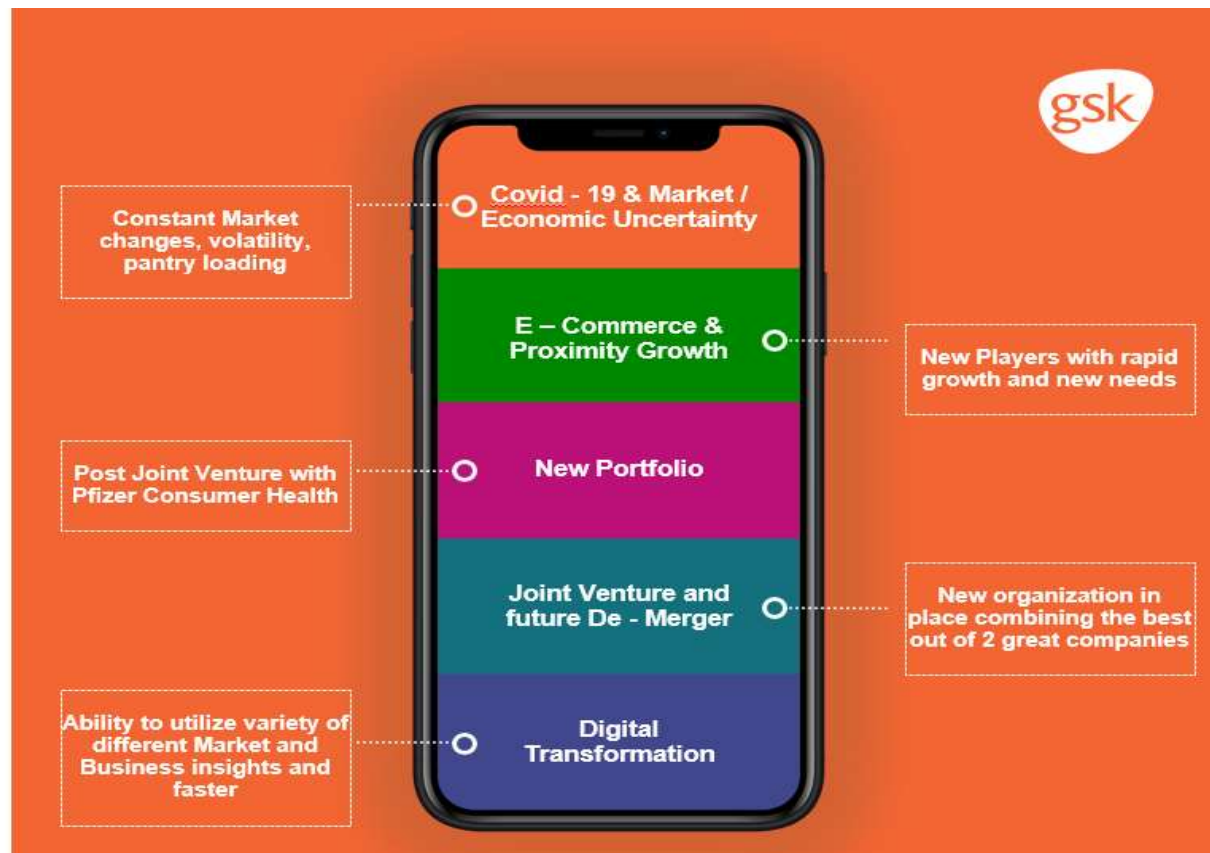 gsk
Covid - 19 & Market /
Economic Uncertainty
Constant Market
changes, volatility,
pantry loading
E – Commerce &
Proximity Growth
New Players with rapid
growth and new needs
New Portfolio
Post Joint Venture with
Pfizer Consumer Health
Joint Venture and
future De - Merger
New organization in
place combining the best
out of 2 great companies
Digital
Transformation
Ability to utilize variety of
different Market and
Business insights and
faster